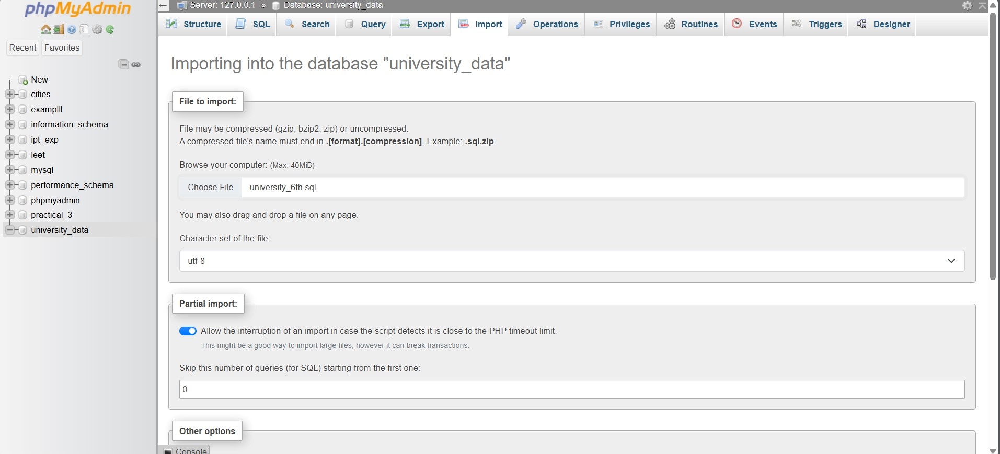 phpMyAdmin
Recent
Favorites
New
cities
examplll
information_schema
ipt_exp
leet
mysql
performance_schema
phpmyadmin
practical_3
university_data
Server: 127.0.0.1 » Database: university_data
Structure
SQL
Search
Query
Export
Import
Operations
Privileges
Routines
Events
Triggers
Designer
Importing into the database "university_data"
File to import:
File may be compressed (gzip, bzip2, zip) or uncompressed.
A compressed file's name must end in .[format].[compression]. Example: .sql.zip
Browse your computer: (Max: 40MiB)
Choose File university_6th.sql
You may also drag and drop a file on any page.
Character set of the file:
utf-8
Partial import:
Allow the interruption of an import in case the script detects it is close to the PHP timeout limit.
This might be a good way to import large files, however it can break transactions.
Skip this number of queries (for SQL) starting from the first one:
0
Other options
Console